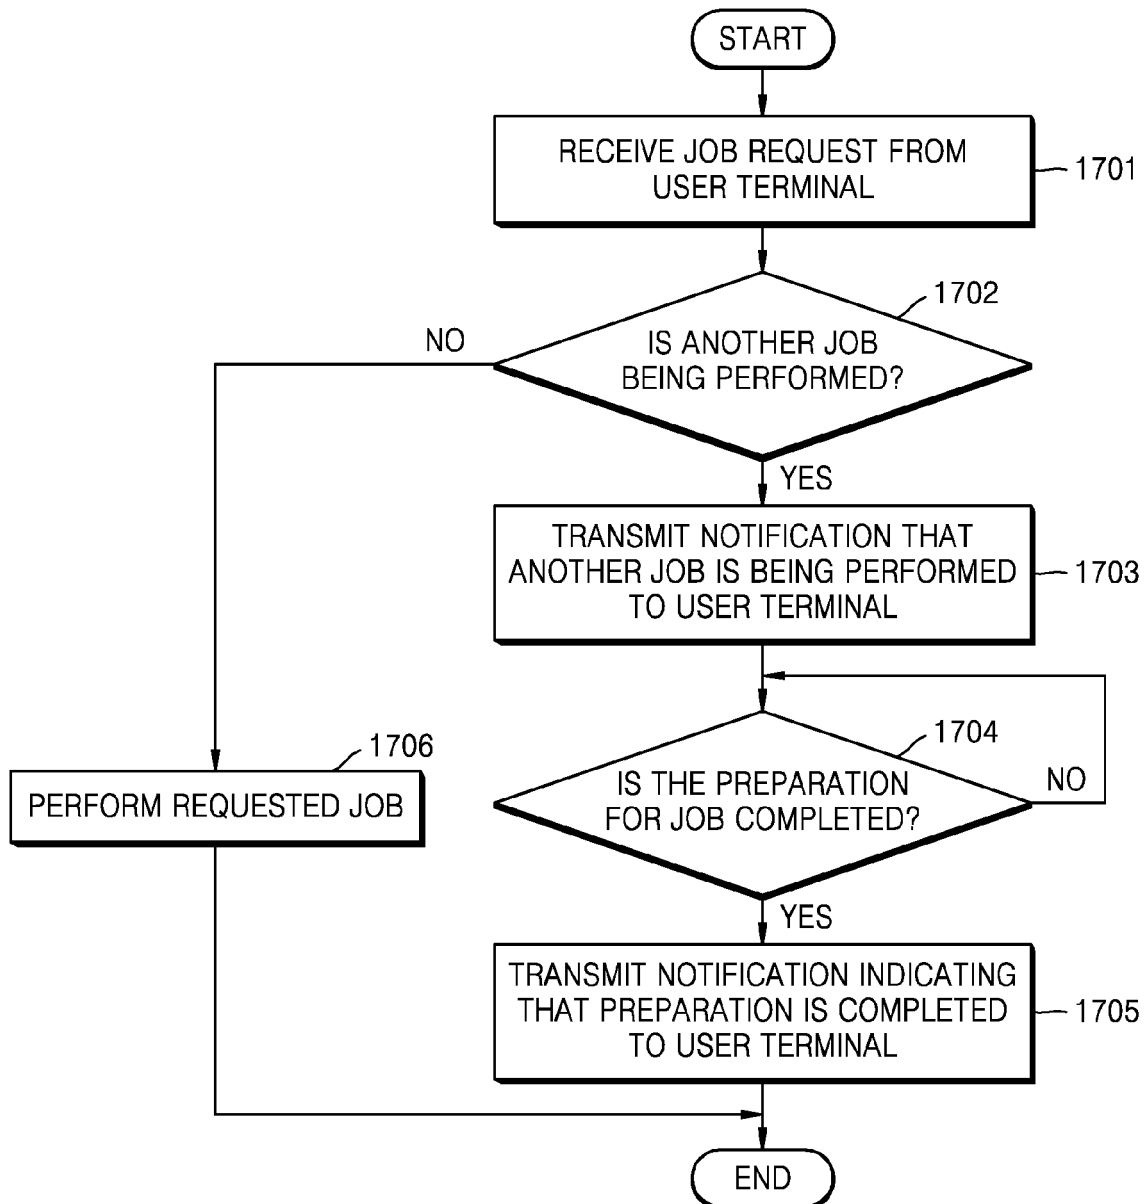 START
RECEIVE JOB REQUEST FROM
USER TERMINAL
1701
1702
IS ANOTHER JOB
BEING PERFORMED?
NO
YES
TRANSMIT NOTIFICATION THAT
ANOTHER JOB IS BEING PERFORMED
TO USER TERMINAL
1703
1704
IS THE PREPARATION
FOR JOB COMPLETED?
NO
1706
PERFORM REQUESTED JOB
YES
TRANSMIT NOTIFICATION INDICATING
THAT PREPARATION IS COMPLETED
TO USER TERMINAL
1705
END